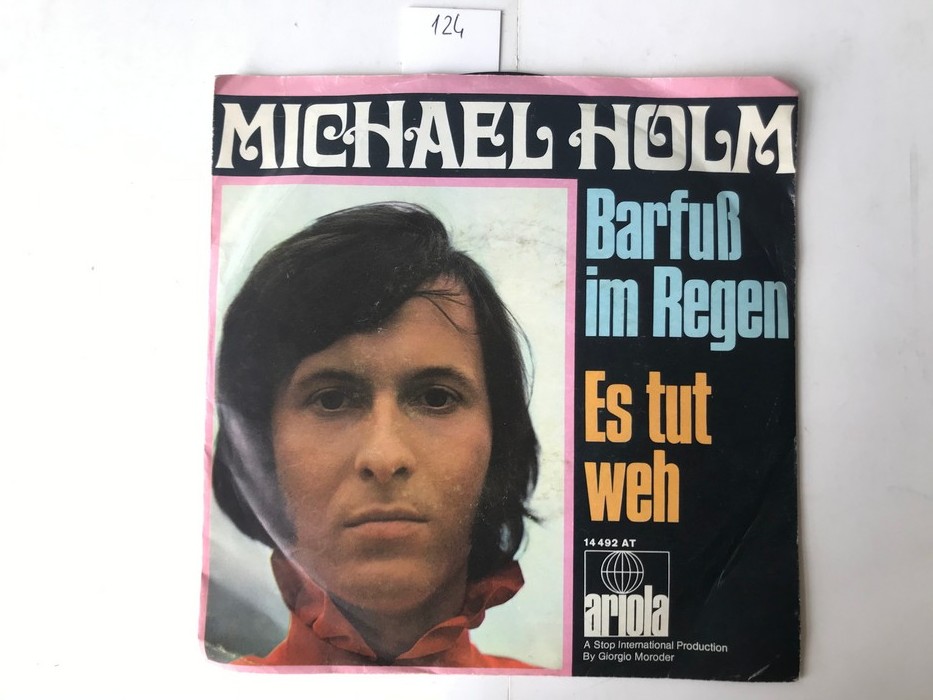 124
MICHAEL HOLM
Barfuß
im Regen
Es tut
weh
14 492 AT
ariola
A Stop International Production
By Giorgio Moroder